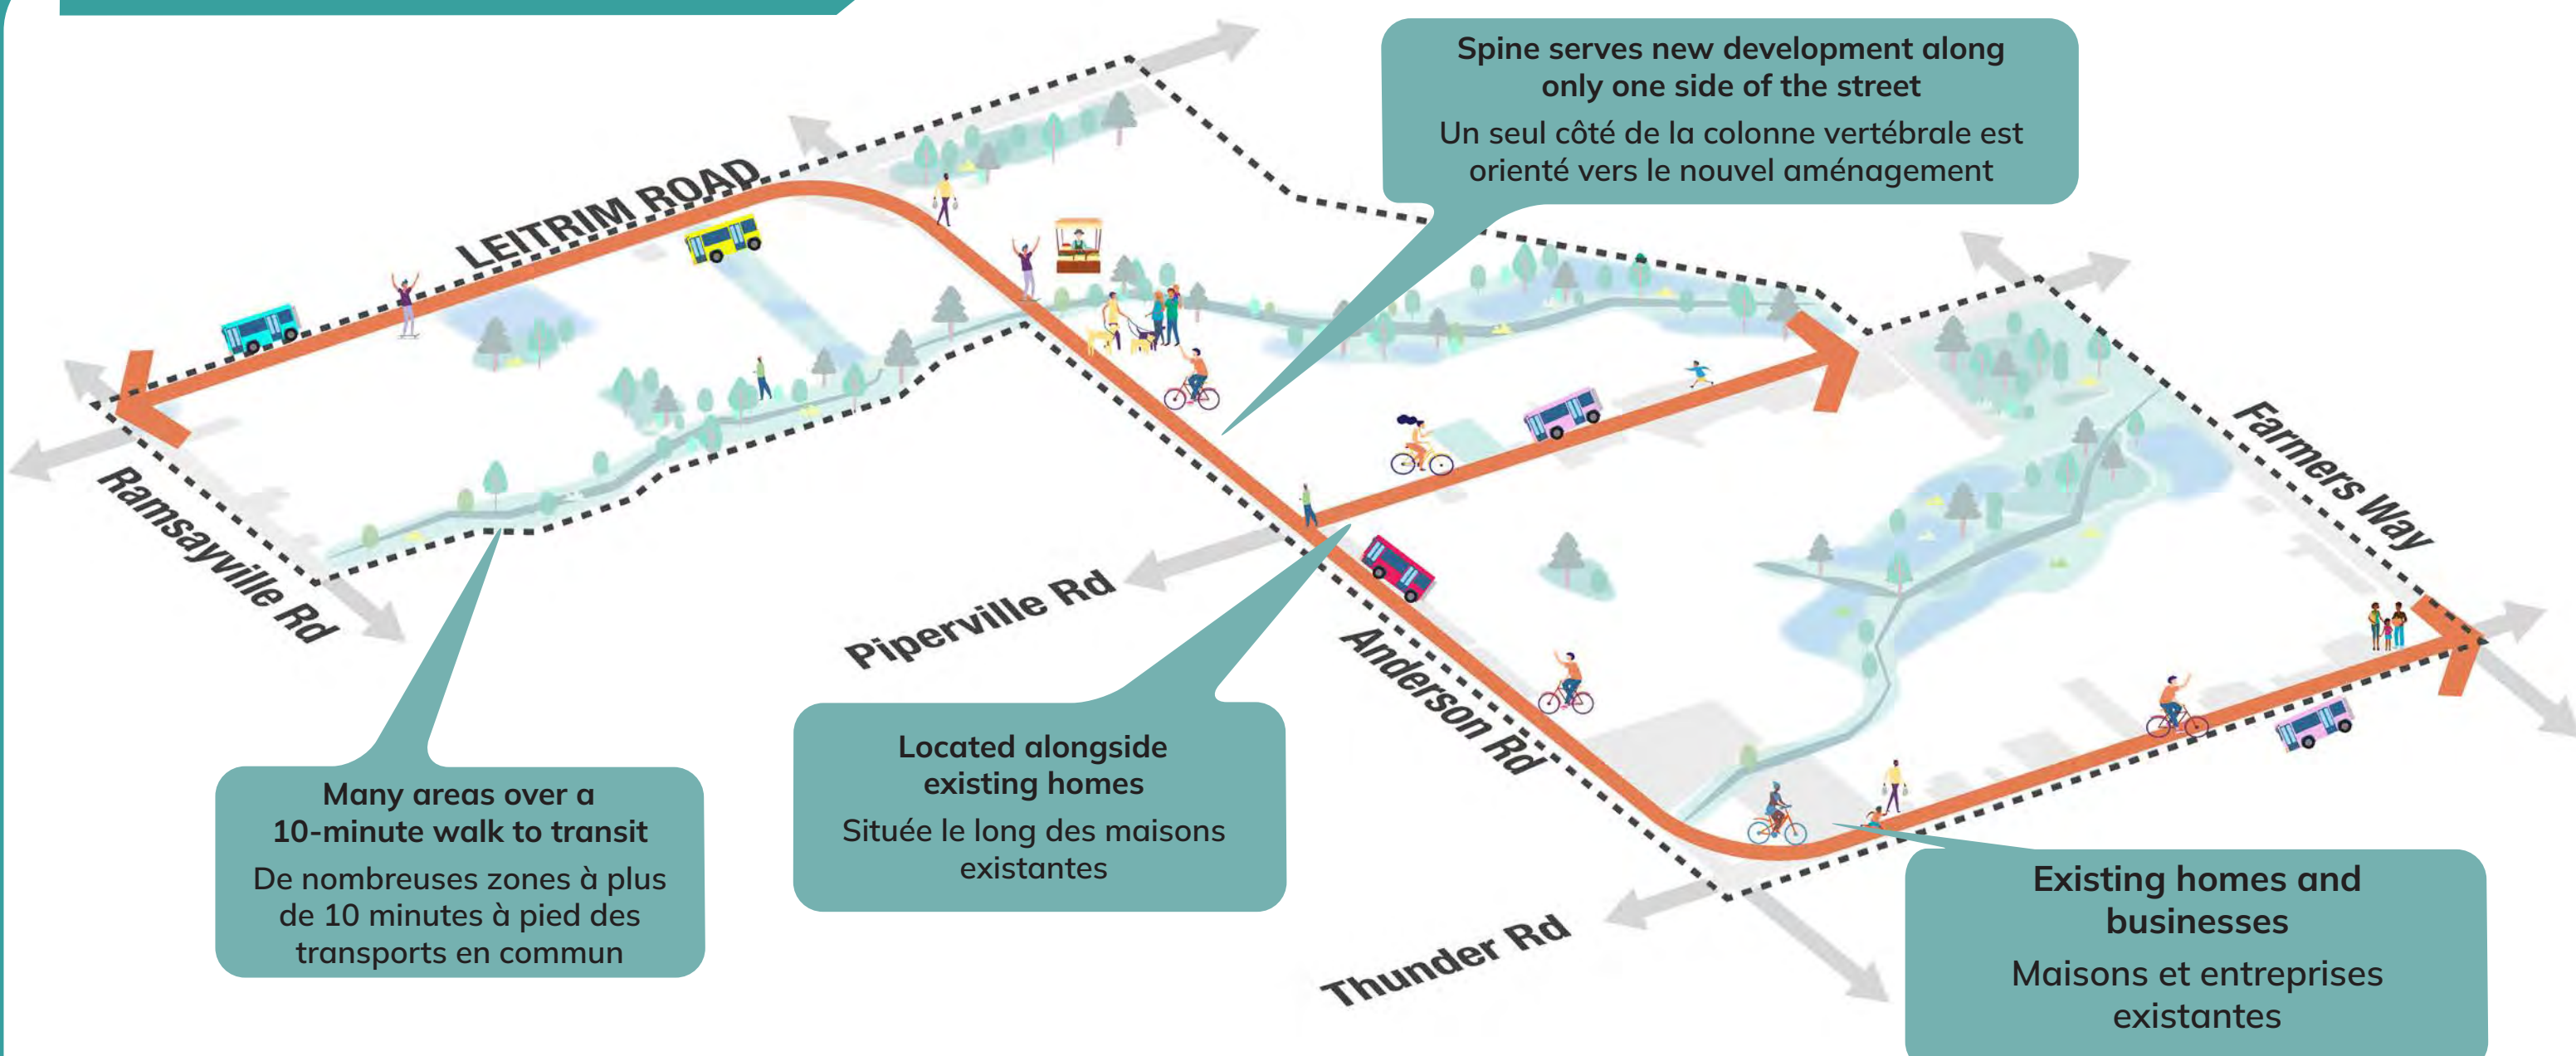 Spine serves new development along
only one side of the street
Un seul côté de la colonne vertébrale est
orienté vers le nouvel aménagement
LEITRIM ROAD
Farmers Way
Ramsayville Rd
Piperville Rd
Anderson Rd
Located alongside
existing homes
Située le long des maisons
existantes
Many areas over a
10-minute walk to transit
De nombreuses zones à plus
de 10 minutes à pied des
transports en commun
Existing homes and
businesses
Maisons et entreprises
existantes
Thunder Rd